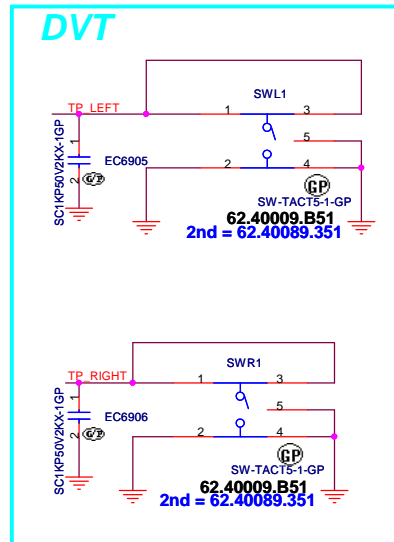 DVT
SWL1
TP_LEFT
1
3
5
1
EC6905
2
4
2
G/P
SC1KP50V2KX-1GP
GP
SW-TACT5-1-GP
62.40009.B51
2nd = 62.40089.351
SWR1
TP_RIGHT
1
3
5
1
EC6906
2
4
2
G/P
SC1KP50V2KX-1GP
GP
SW-TACT5-1-GP
62.40009.B51
2nd = 62.40089.351